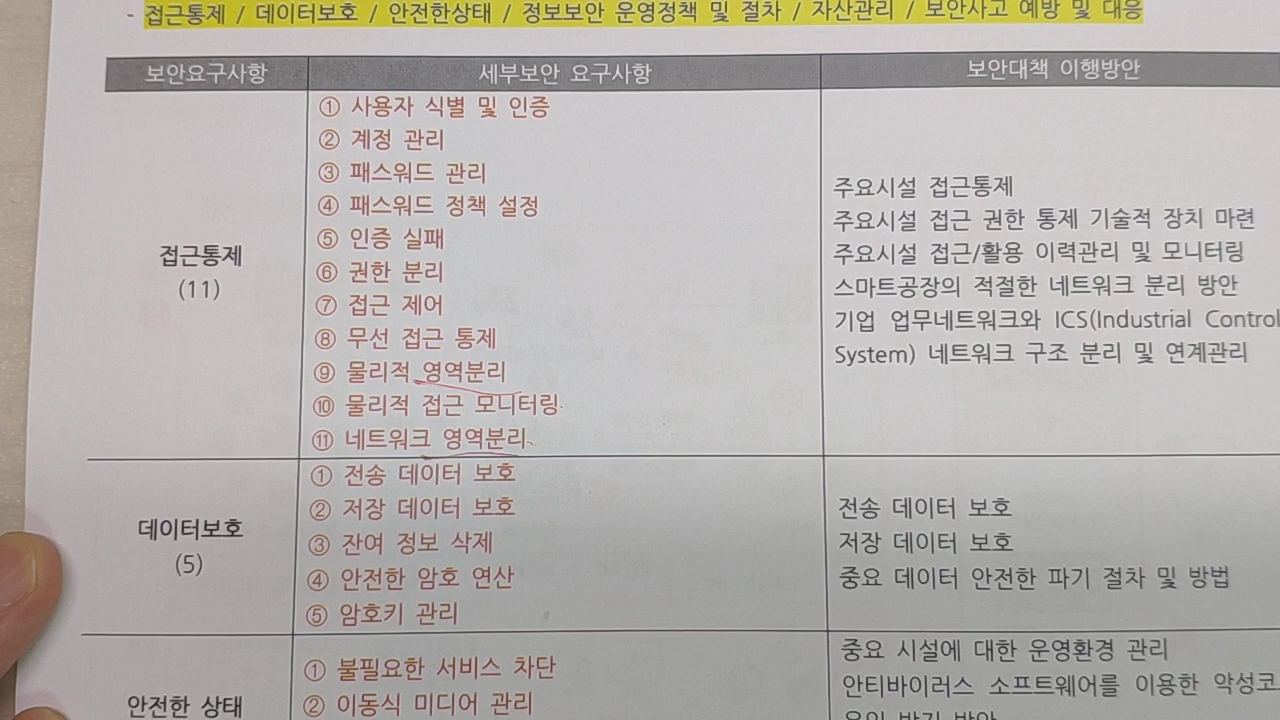 - 접근통제 / 데이터보호 / 안전한상태 / 정보보안 운영정책 및 절차 / 자산관리 / 보안사고 예방 및 대응
보안요구사항
세부보안 요구사항
보안대책 이행방안
접근통제
(11)
① 사용자 식별 및 인증
② 계정 관리
③ 패스워드 관리
④ 패스워드 정책 설정
⑤ 인증 실패
⑥ 권한 분리
⑦ 접근 제어
⑧ 무선 접근 통제
⑨ 물리적 영역분리
⑩ 물리적 접근 모니터링
⑪ 네트워크 영역분리
주요시설 접근통제
주요시설 접근 권한 통제 기술적 장치 마련
주요시설 접근/활용 이력관리 및 모니터링
스마트공장의 적절한 네트워크 분리 방안
기업 업무네트워크와 ICS(Industrial Control
System) 네트워크 구조 분리 및 연계관리
데이터보호
(5)
① 전송 데이터 보호
② 저장 데이터 보호
③ 잔여 정보 삭제
④ 안전한 암호 연산
⑤ 암호키 관리
전송 데이터 보호
저장 데이터 보호
중요 데이터 안전한 파기 절차 및 방법
안전한 상태
① 불필요한 서비스 차단
② 이동식 미디어 관리
중요 시설에 대한 운영환경 관리
안티바이러스 소프트웨어를 이용한 악성코